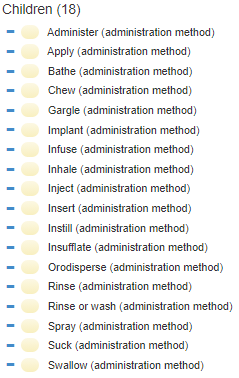 Children (18)
Administer (administration method)
Apply (administration method)
Bathe (administration method)
Chew (administration method)
Gargle (administration method)
Implant (administration method)
Infuse (administration method)
Inhale (administration method)
Inject (administration method)
Insert (administration method)
Instill (administration method)
Insufflate (administration method)
Orodisperse (administration method)
Rinse (administration method)
Rinse or wash (administration method)
Spray (administration method)
Suck (administration method)
Swallow (administration method)